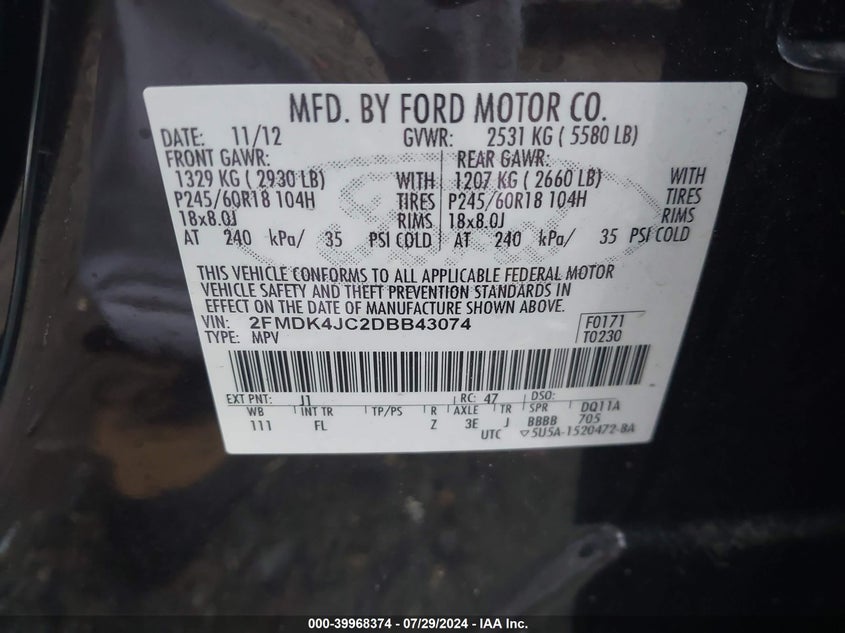 MFD. BY FORD MOTOR CO.
DATE: 11/12 GVWR: 2531 KG ( 5580 LB)
FRONT GAWR: REAR GAWR:
1329 KG ( 2930 LB) WITH 1207 KG ( 2660 LB) WITH
P245/60R18 104H TIRES P245/60R18 104H TIRES
18x8.0J RIMS 18x8.0J RIMS
AT 240 kPa/ 35 PSI COLD AT 240 kPa/ 35 PSI COLD
THIS VEHICLE CONFORMS TO ALL APPLICABLE FEDERAL MOTOR
VEHICLE SAFETY AND THEFT PREVENTION STANDARDS IN
EFFECT ON THE DATE OF MANUFACTURE SHOWN ABOVE.
VIN: 2FMDK4JC2DBB43074 F0171
TYPE: MPV T0230
EXT PNT: J1 RC: 47 DSO:
WB INT TR TP/PS R AXLE TR SPR DQ11A
111 FL Z 3E J BBBB 705
UTC ▽5U5A-1520472-BA
000-39968374 / 07/29/2024 - IAA Inc.